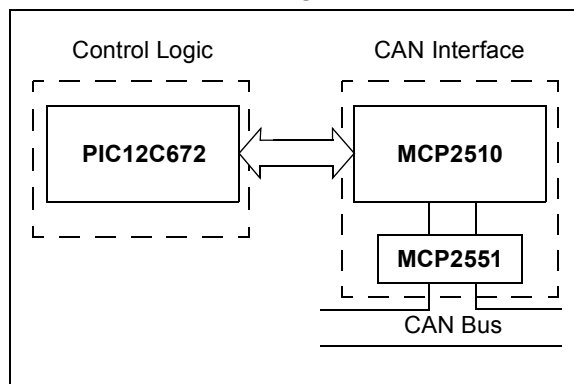 Control Logic
CAN Interface
PIC12C672
MCP2510
MCP2551
CAN Bus